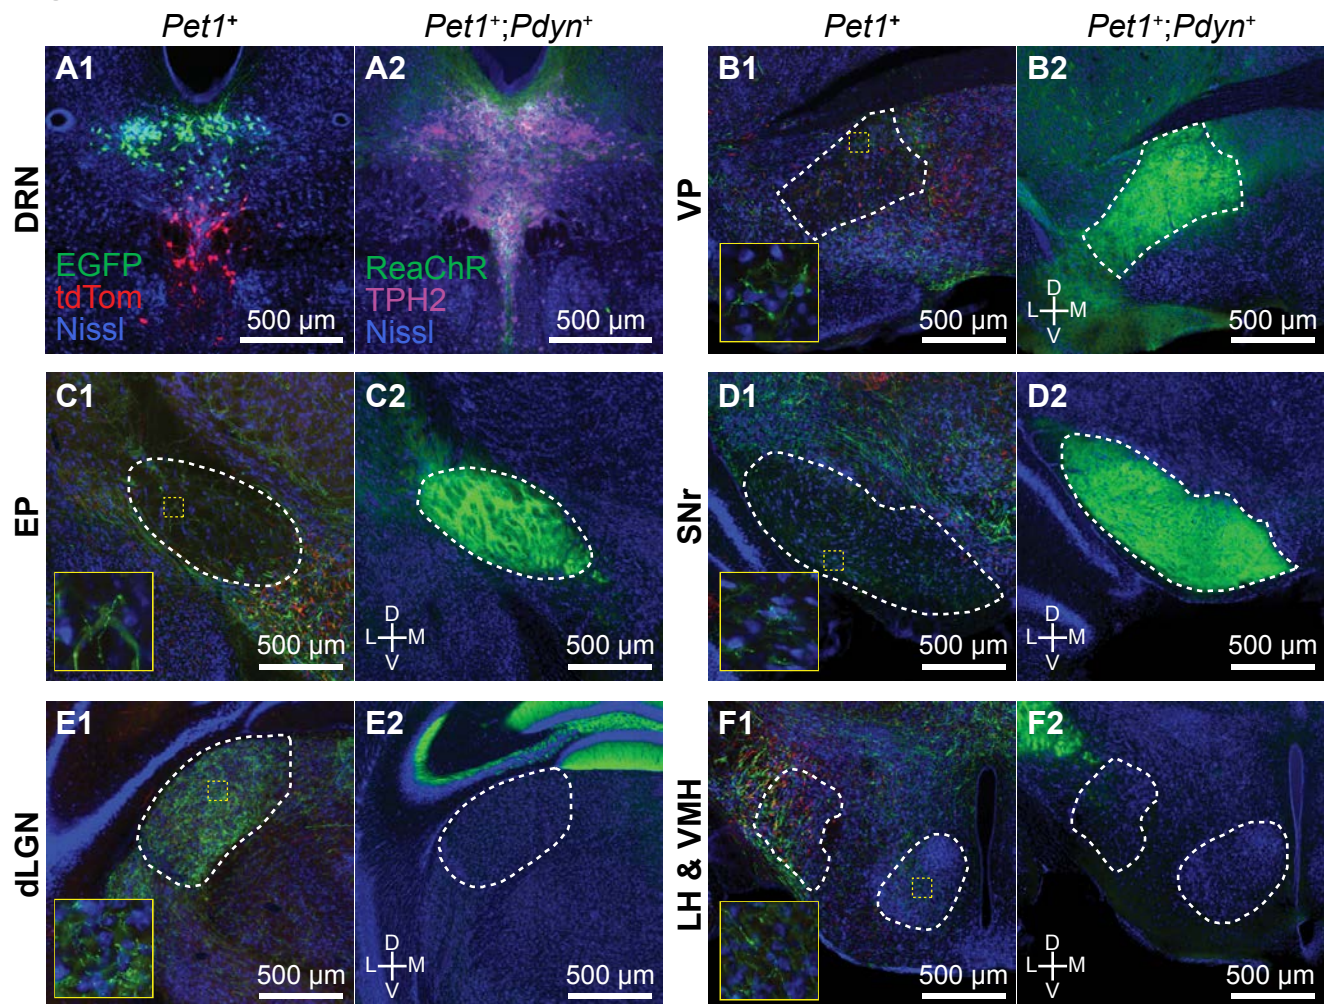 Pet1⁺ Pet1⁺;Pdyn⁺ Pet1⁺ Pet1⁺;Pdyn⁺
DRN
A1
EGFP
tdTom
Nissl
500 µm
A2
ReaChR
TPH2
Nissl
500 µm
VP
B1
500 µm
B2
D
L M
V
500 µm
EP
C1
500 µm
C2
D
L M
V
500 µm
SNr
D1
500 µm
D2
D
L M
V
500 µm
dLGN
E1
500 µm
E2
D
L M
V
500 µm
LH & VMH
F1
500 µm
F2
D
L M
V
500 µm